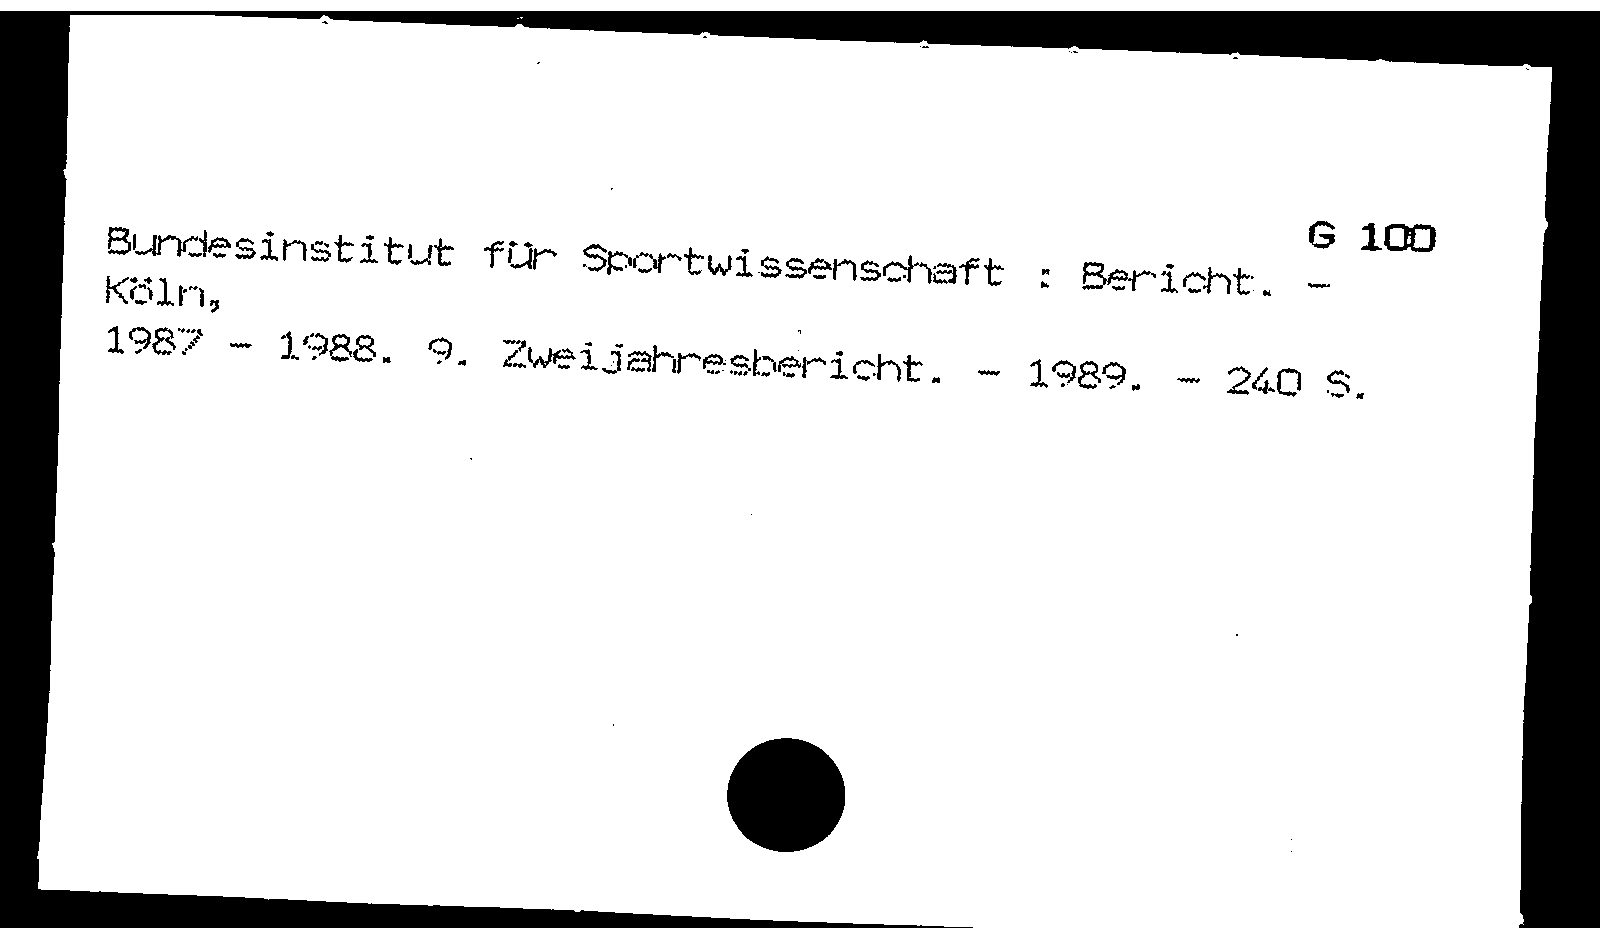 G 100
Bundesinstitut für Sportwissenschaft : Bericht. -
Köln,
1987 - 1988. 9. Zweijahresbericht. - 1989. - 240 S.